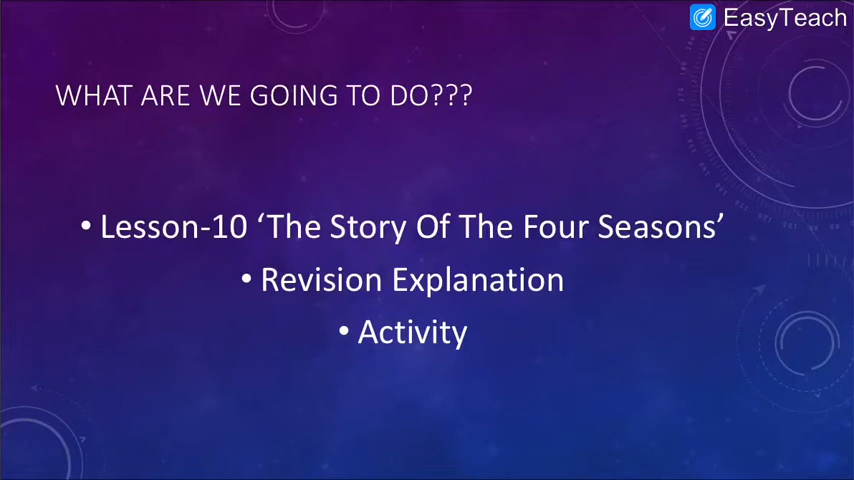 EasyTeach
WHAT ARE WE GOING TO DO???
• Lesson-10 ‘The Story Of The Four Seasons’
• Revision Explanation
• Activity